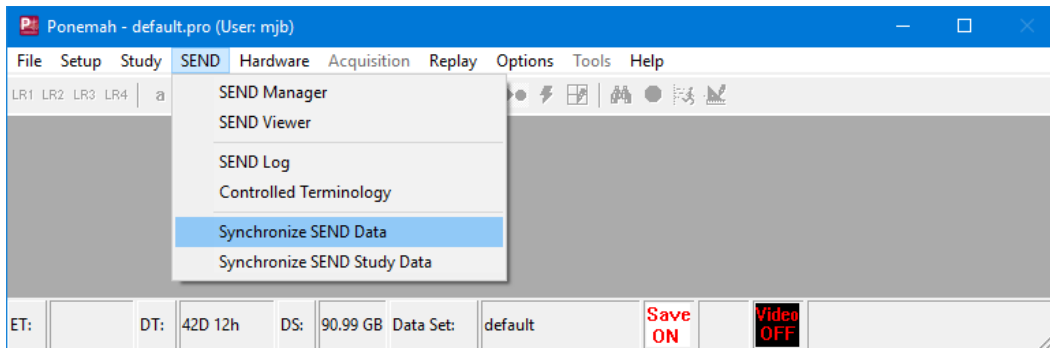 Ponemah - default.pro (User: mjb)
File Setup Study SEND Hardware Acquisition Replay Options Tools Help
LR1 LR2 LR3 LR4 a
SEND Manager
SEND Viewer
SEND Log
Controlled Terminology
Synchronize SEND Data
Synchronize SEND Study Data
ET: DT: 42D 12h DS: 90.99 GB Data Set: default Save ON Video OFF